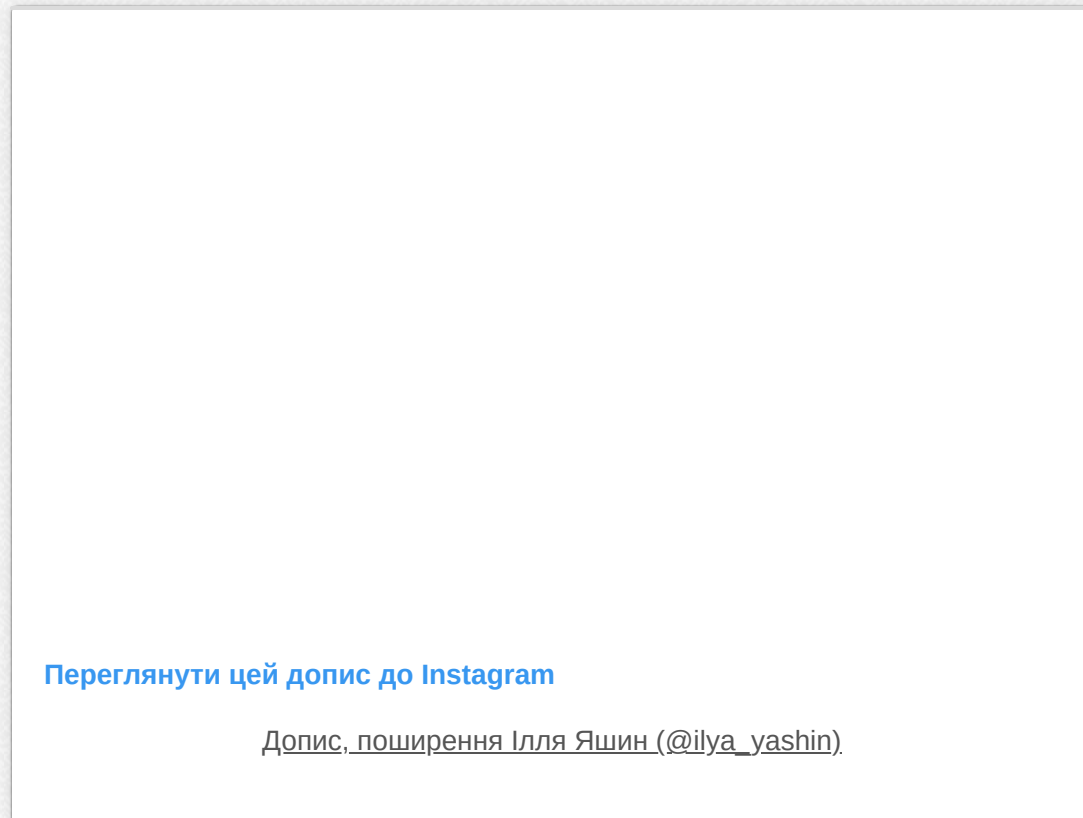 Переглянути цей допис до Instagram
Допис, поширення Ілля Яшин (@ilya_yashin)